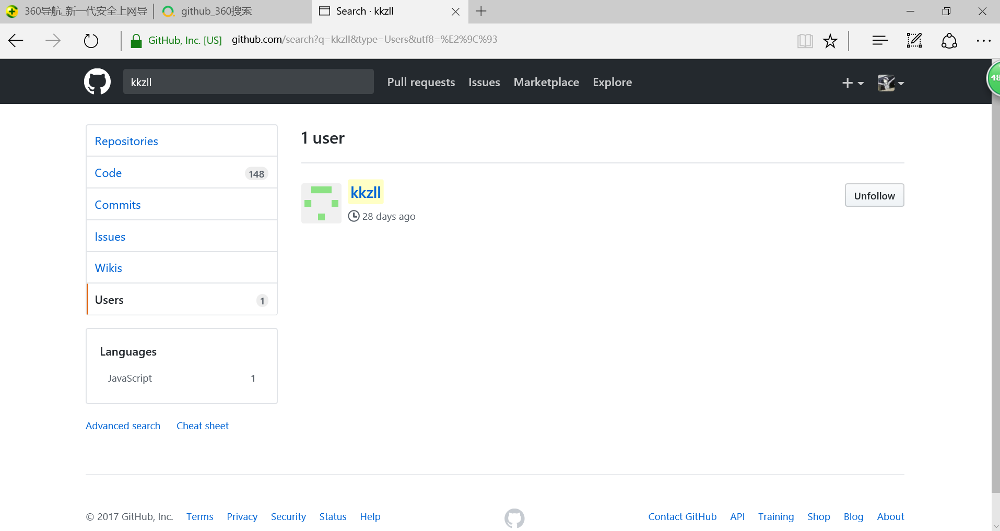 360导航_新一代安全上网导
github_360搜索
Search · kkzll
GitHub, Inc. [US]
github.com/search?q=kkzll&type=Users&utf8=%E2%9C%93
kkzll
Pull requests
Issues
Marketplace
Explore
48
Repositories
Code 148
Commits
Issues
Wikis
Users 1
Languages
JavaScript 1
Advanced search
Cheat sheet
1 user
kkzll
28 days ago
Unfollow
© 2017 GitHub, Inc. Terms Privacy Security Status Help
Contact GitHub API Training Shop Blog About